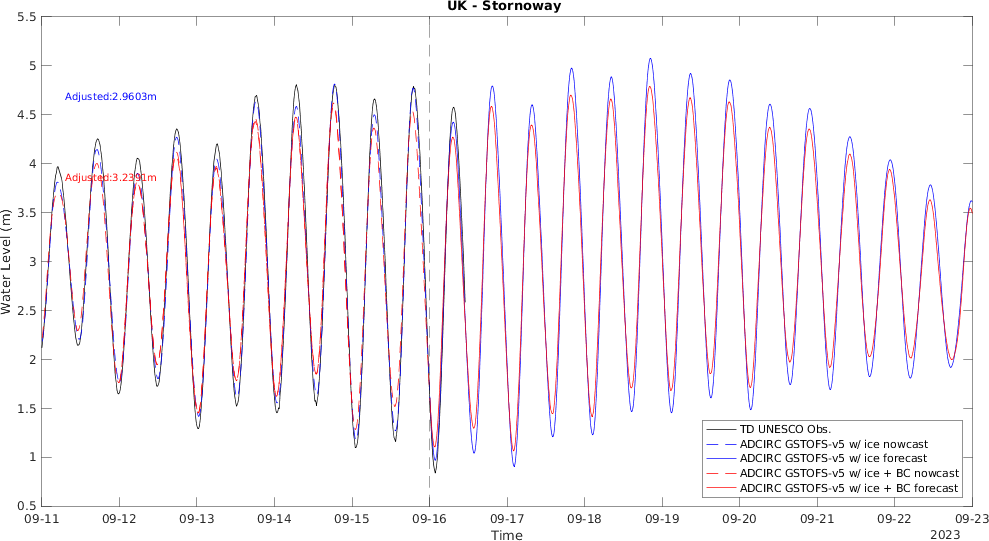 UK - Stornoway
5.5
5
4.5
4
3.5
3
2.5
2
1.5
1
0.5
Water Level (m)
Adjusted:2.9603m
Adjusted:3.2391m
TD UNESCO Obs.
ADCIRC GSTOFS-v5 w/ ice nowcast
ADCIRC GSTOFS-v5 w/ ice forecast
ADCIRC GSTOFS-v5 w/ ice + BC nowcast
ADCIRC GSTOFS-v5 w/ ice + BC forecast
09-11 09-12 09-13 09-14 09-15 09-16 09-17 09-18 09-19 09-20 09-21 09-22 09-23
Time
2023